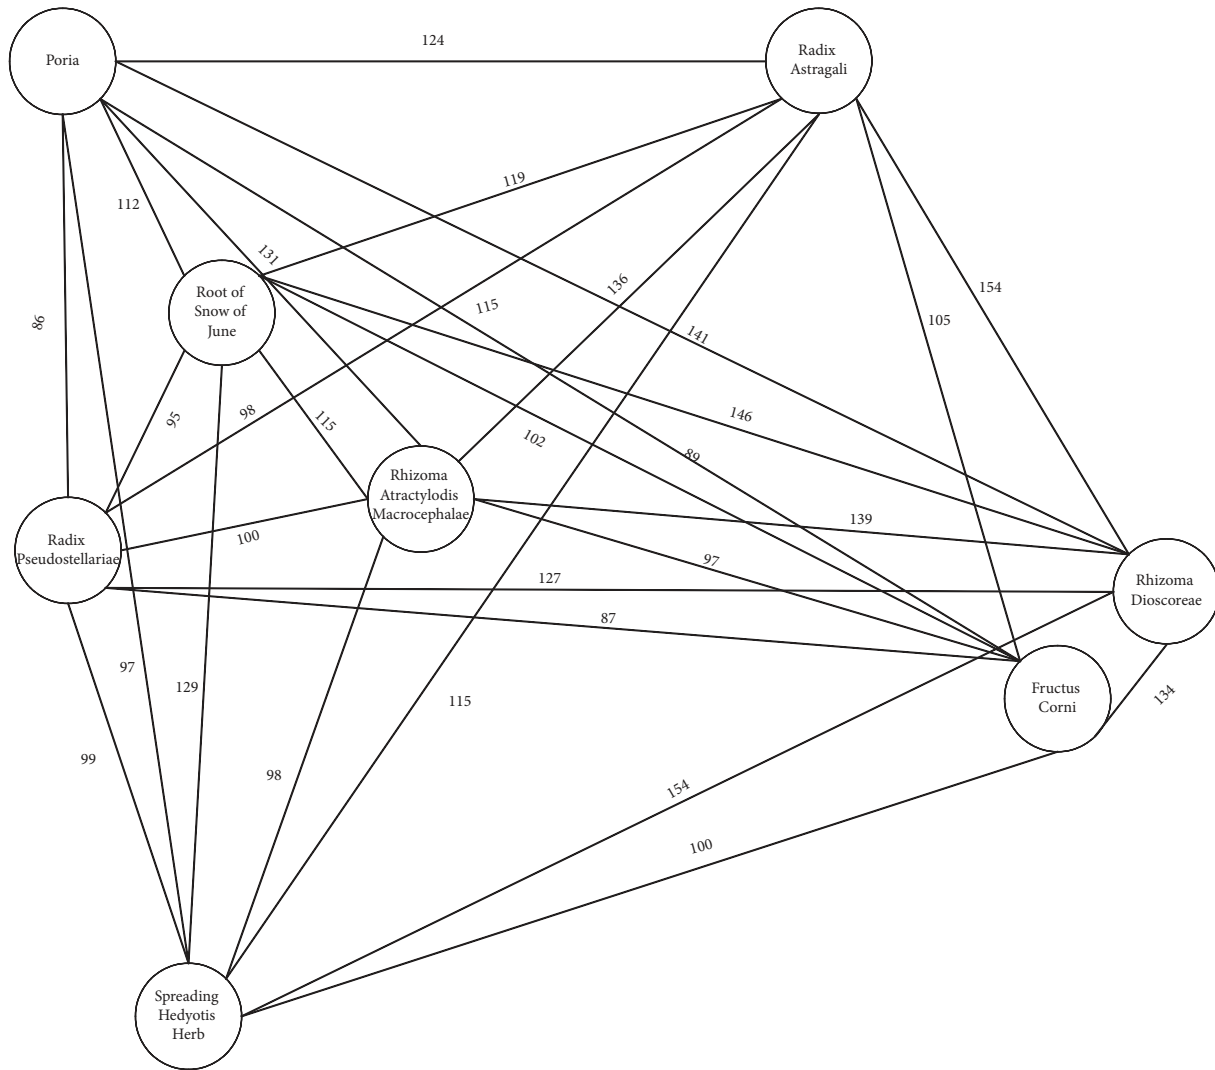 124
Poria
Radix
Astragali
119
112
131
136
154
Root of
Snow of
June
115
105
86
141
95
98
115
146
102
89
Rhizoma
Atractylodis
Macrocephalae
139
100
Radix
Pseudostellariae
97
127
Rhizoma
Dioscoreae
87
97
129
115
Fructus
Corni
134
99
98
154
100
Spreading
Hedyotis
Herb